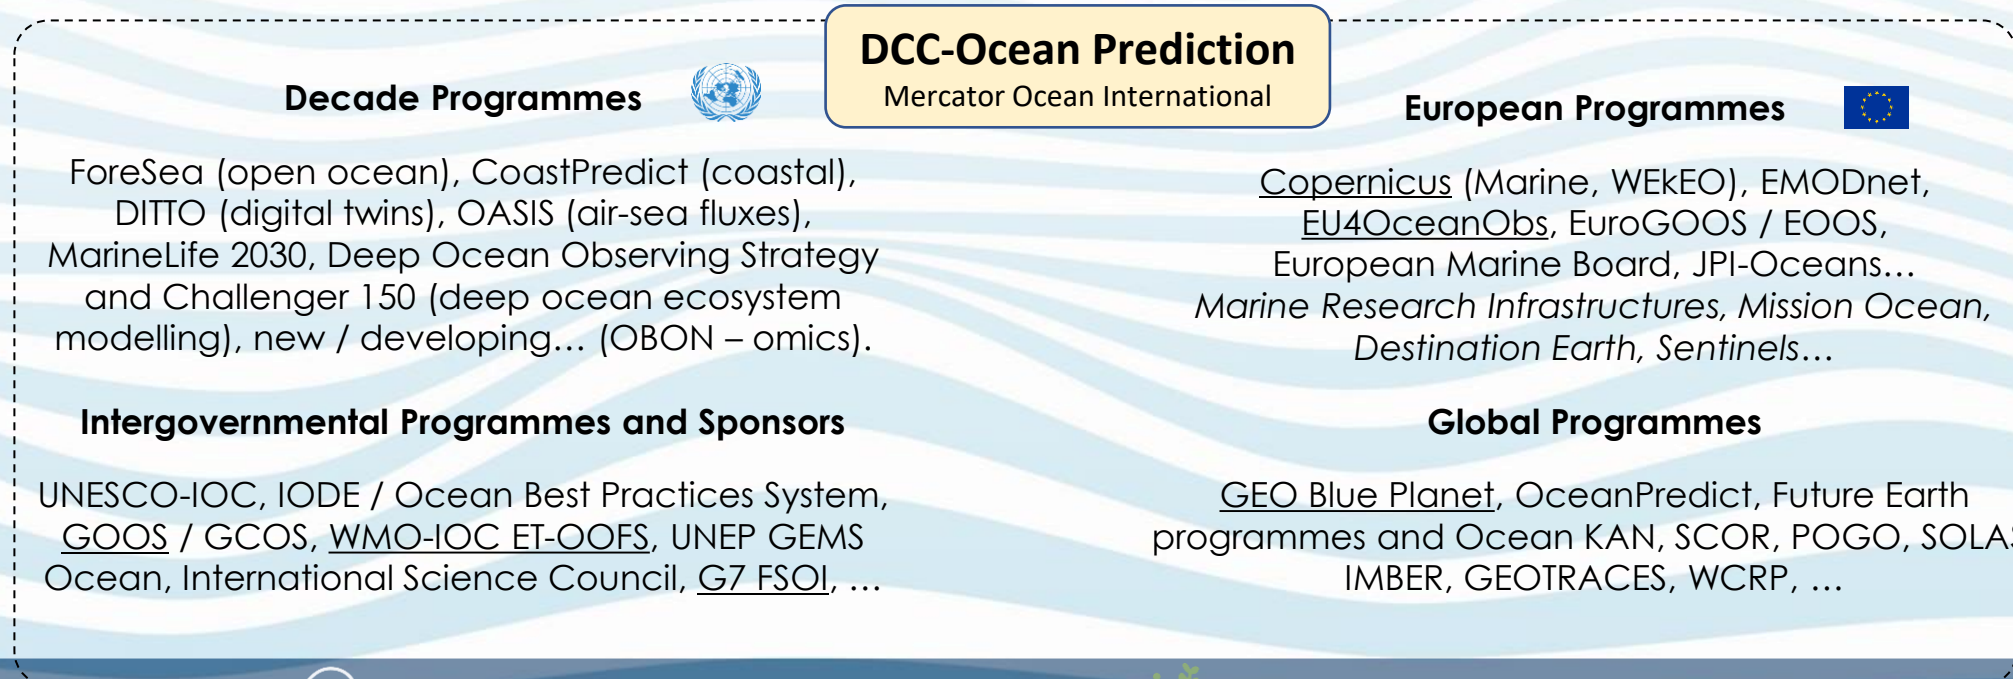 DCC-Ocean Prediction
Mercator Ocean International
Decade Programmes
ForeSea (open ocean), CoastPredict (coastal),
DITTO (digital twins), OASIS (air-sea fluxes),
MarineLife 2030, Deep Ocean Observing Strategy
and Challenger 150 (deep ocean ecosystem
modelling), new / developing… (OBON – omics).
European Programmes
Copernicus (Marine, WEkEO), EMODnet,
EU4OceanObs, EuroGOOS / EOOS,
European Marine Board, JPI-Oceans…
Marine Research Infrastructures, Mission Ocean,
Destination Earth, Sentinels…
Intergovernmental Programmes and Sponsors
UNESCO-IOC, IODE / Ocean Best Practices System,
GOOS / GCOS, WMO-IOC ET-OOFS, UNEP GEMS
Ocean, International Science Council, G7 FSOI, …
Global Programmes
GEO Blue Planet, OceanPredict, Future Earth
programmes and Ocean KAN, SCOR, POGO, SOLAS
IMBER, GEOTRACES, WCRP, …